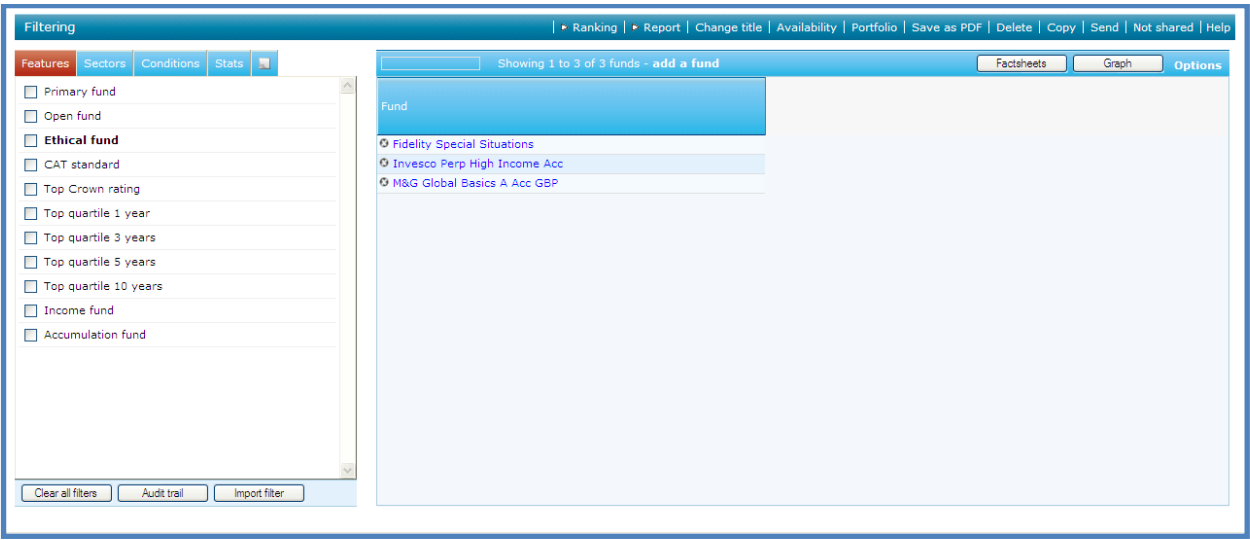 Filtering
Ranking | Report | Change title | Availability | Portfolio | Save as PDF | Delete | Copy | Send | Not shared | Help
Features Sectors Conditions Stats
Showing 1 to 3 of 3 funds - add a fund Factsheets Graph Options
Primary fund
Open fund
Ethical fund
CAT standard
Top Crown rating
Top quartile 1 year
Top quartile 3 years
Top quartile 5 years
Top quartile 10 years
Income fund
Accumulation fund
Clear all filters Audit trail Import filter
Fund
Fidelity Special Situations
Invesco Perp High Income Acc
M&G Global Basics A Acc GBP